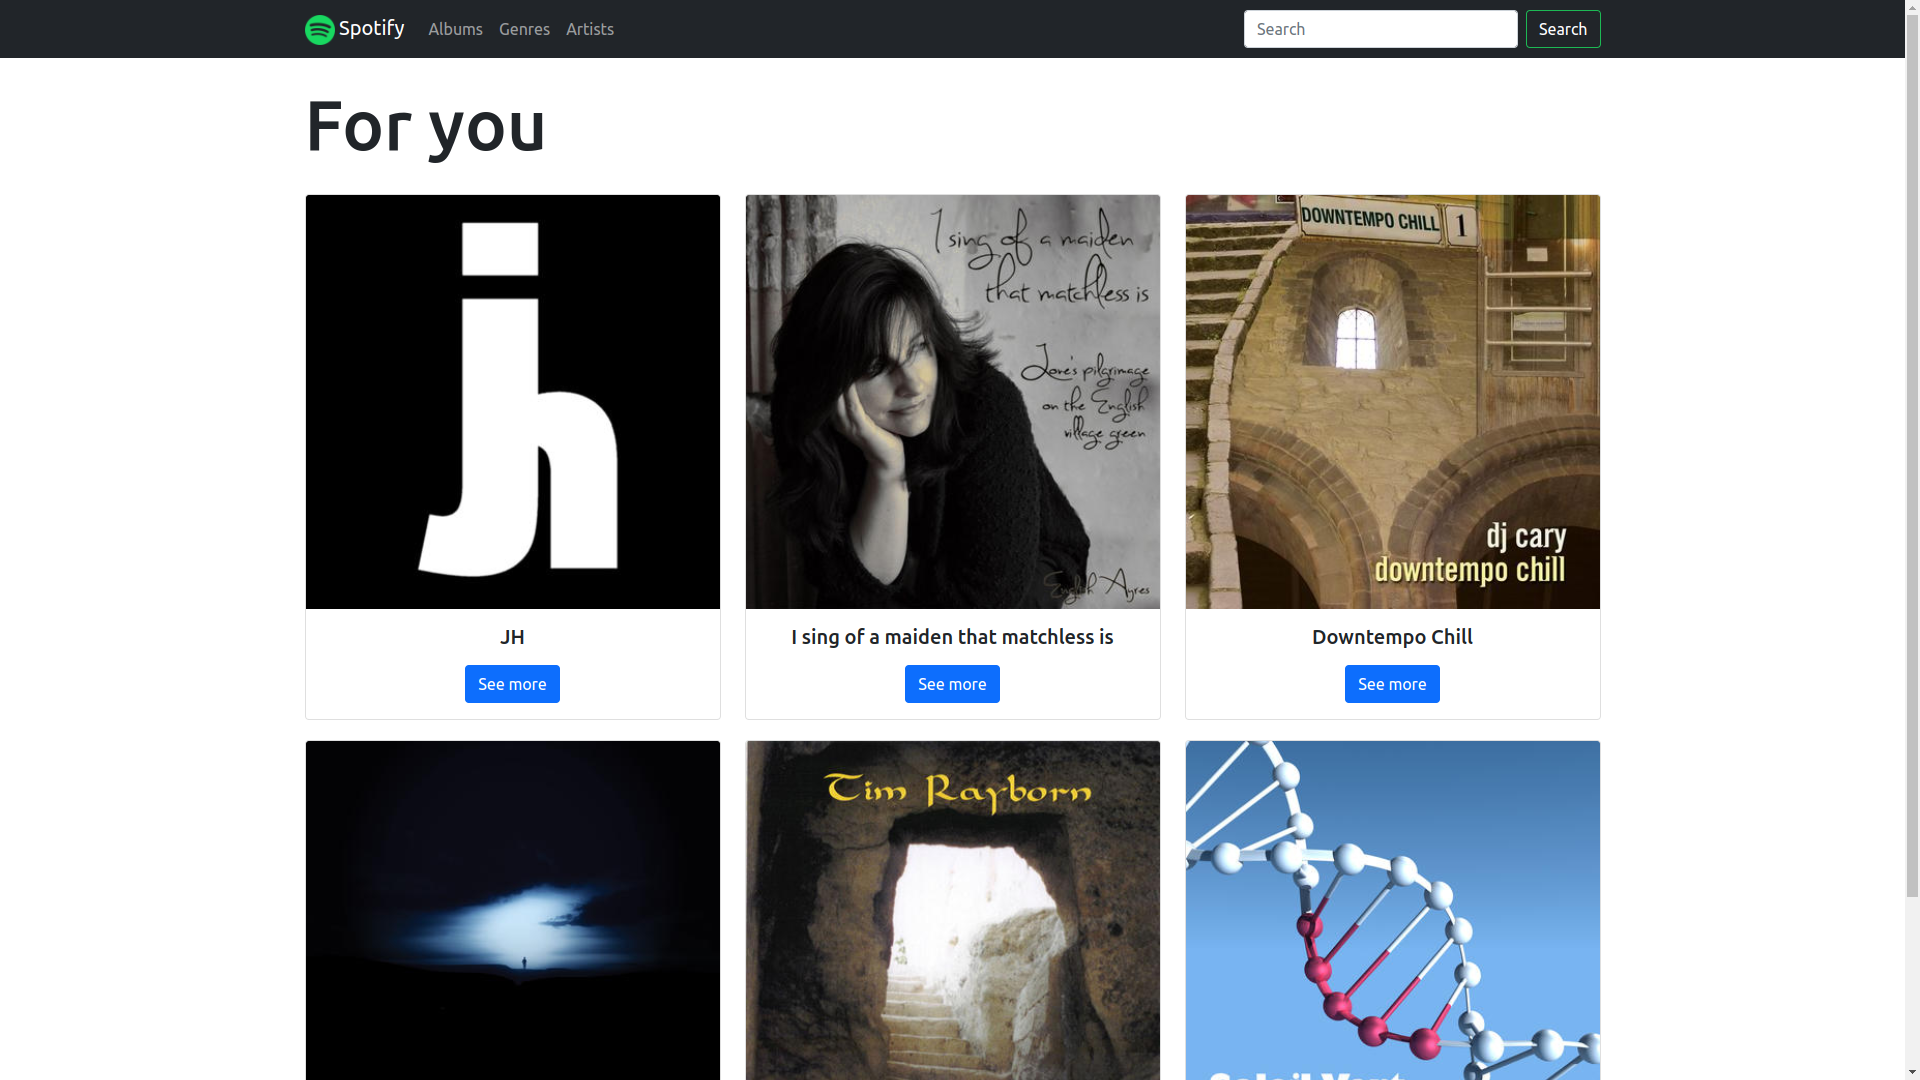 Spotify
Albums
Genres
Artists
Search
Search
For you
jh
I sing of a maiden
that matchless is
Love's pilgrimage
on the English
village green
English Ayres
DOWNTEMPO CHILL 1
dj cary
downtempo chill
JH
See more
I sing of a maiden that matchless is
See more
Downtempo Chill
See more
Tim Rayborn
Soleil Vert